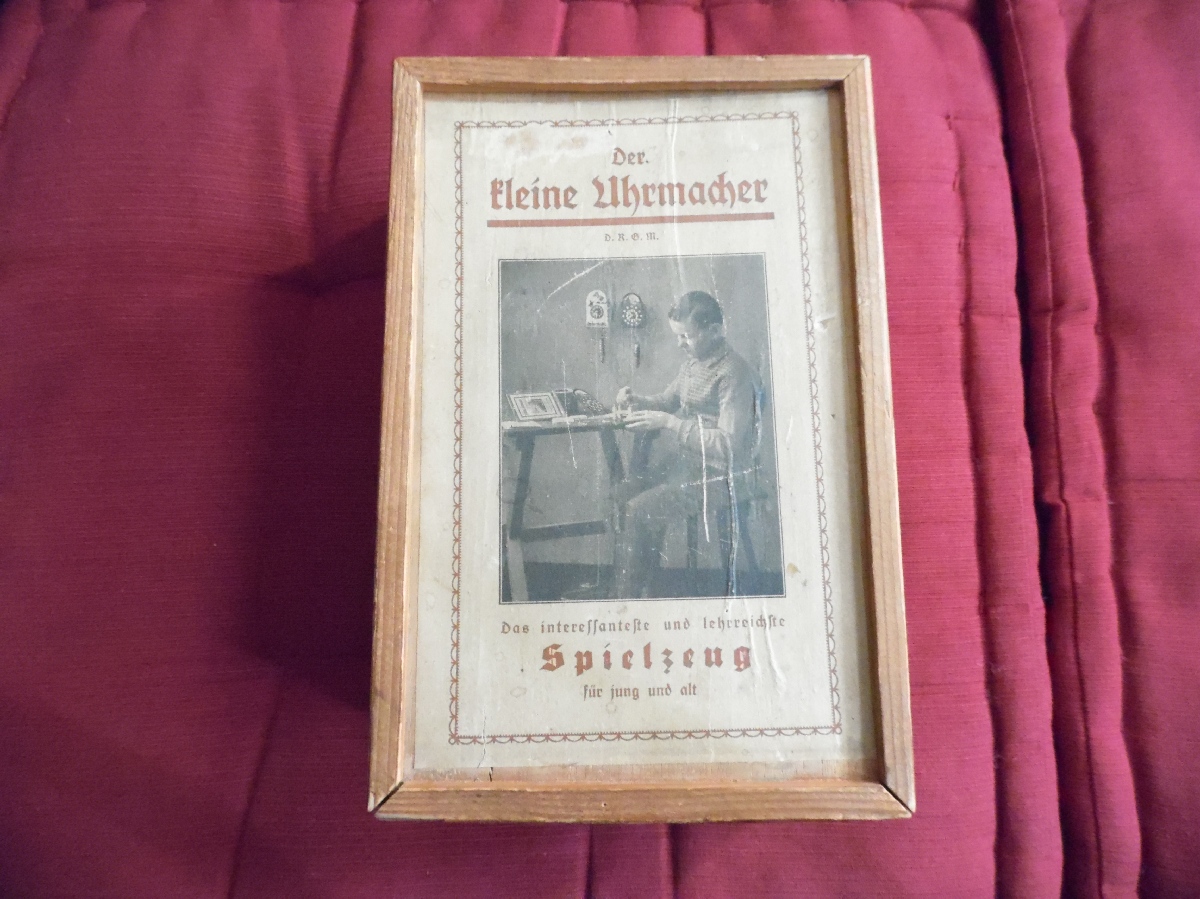 Der.
kleine Uhrmacher
D. R. G. M.
Das interessanteste und lehrreichste
Spielzeug
für jung und alt